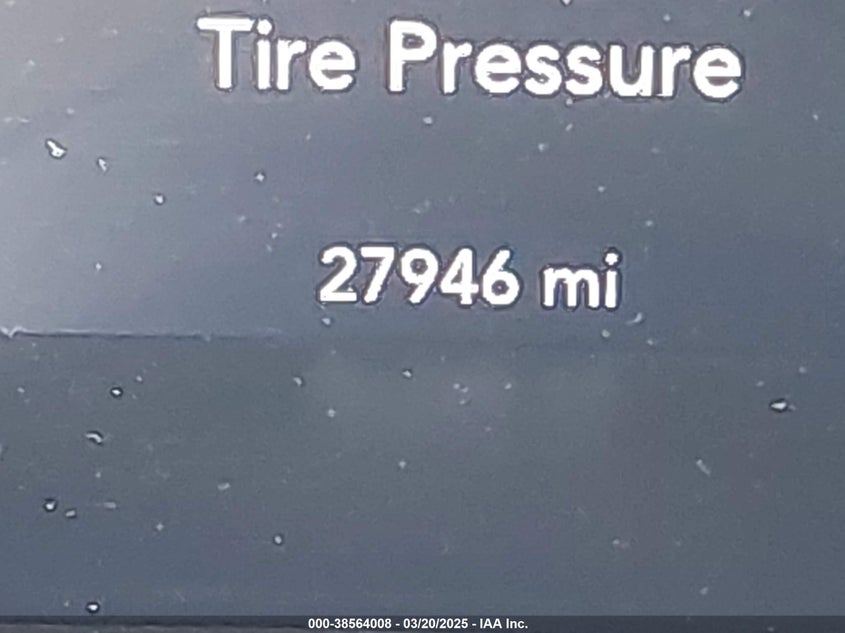 Tire Pressure
27946 mi
000-38564008 - 03/20/2025 - IAA Inc.